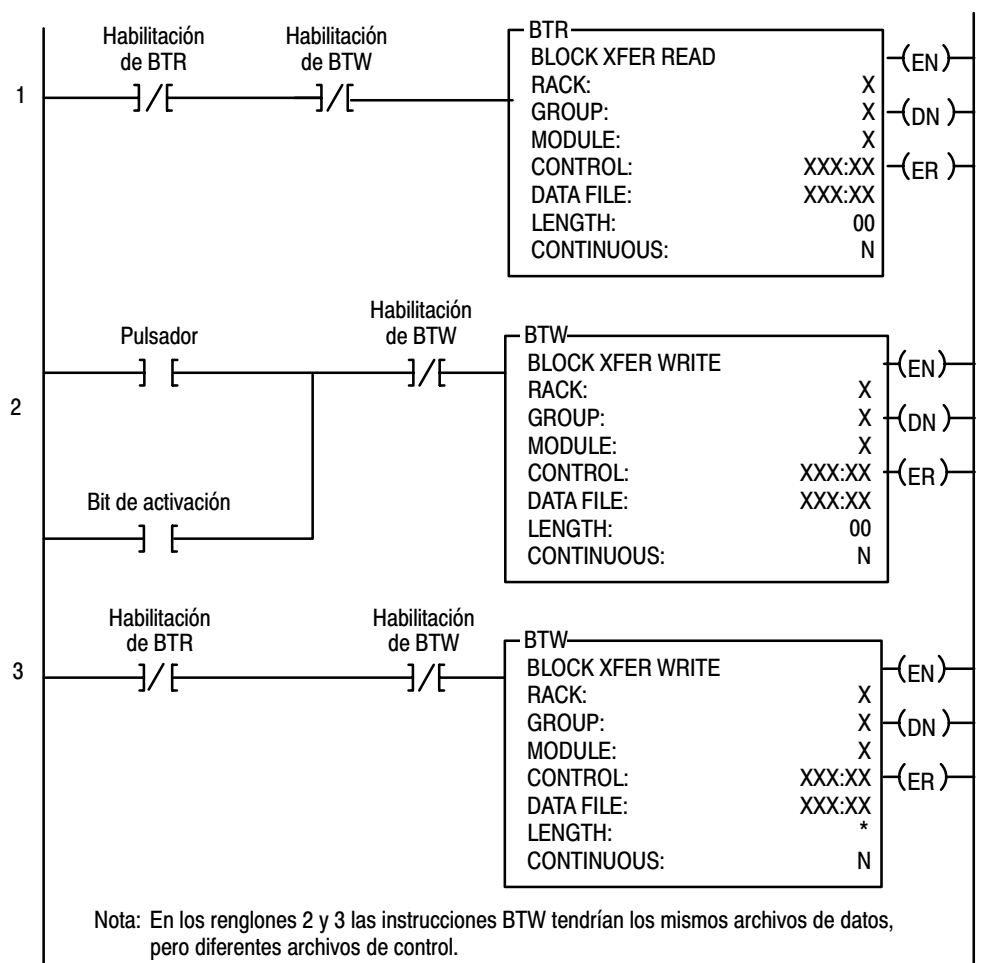 Habilitación
de BTR
Habilitación
de BTW
1
BTR
BLOCK XFER READ
RACK: X
GROUP: X
MODULE: X
CONTROL: XXX:XX
DATA FILE: XXX:XX
LENGTH: 00
CONTINUOUS: N
EN
DN
ER
2
Pulsador
Habilitación
de BTW
Bit de activación
BTW
BLOCK XFER WRITE
RACK: X
GROUP: X
MODULE: X
CONTROL: XXX:XX
DATA FILE: XXX:XX
LENGTH: 00
CONTINUOUS: N
EN
DN
ER
3
Habilitación
de BTR
Habilitación
de BTW
BTW
BLOCK XFER WRITE
RACK: X
GROUP: X
MODULE: X
CONTROL: XXX:XX
DATA FILE: XXX:XX
LENGTH: *
CONTINUOUS: N
EN
DN
ER
Nota: En los renglones 2 y 3 las instrucciones BTW tendrían los mismos archivos de datos,
pero diferentes archivos de control.